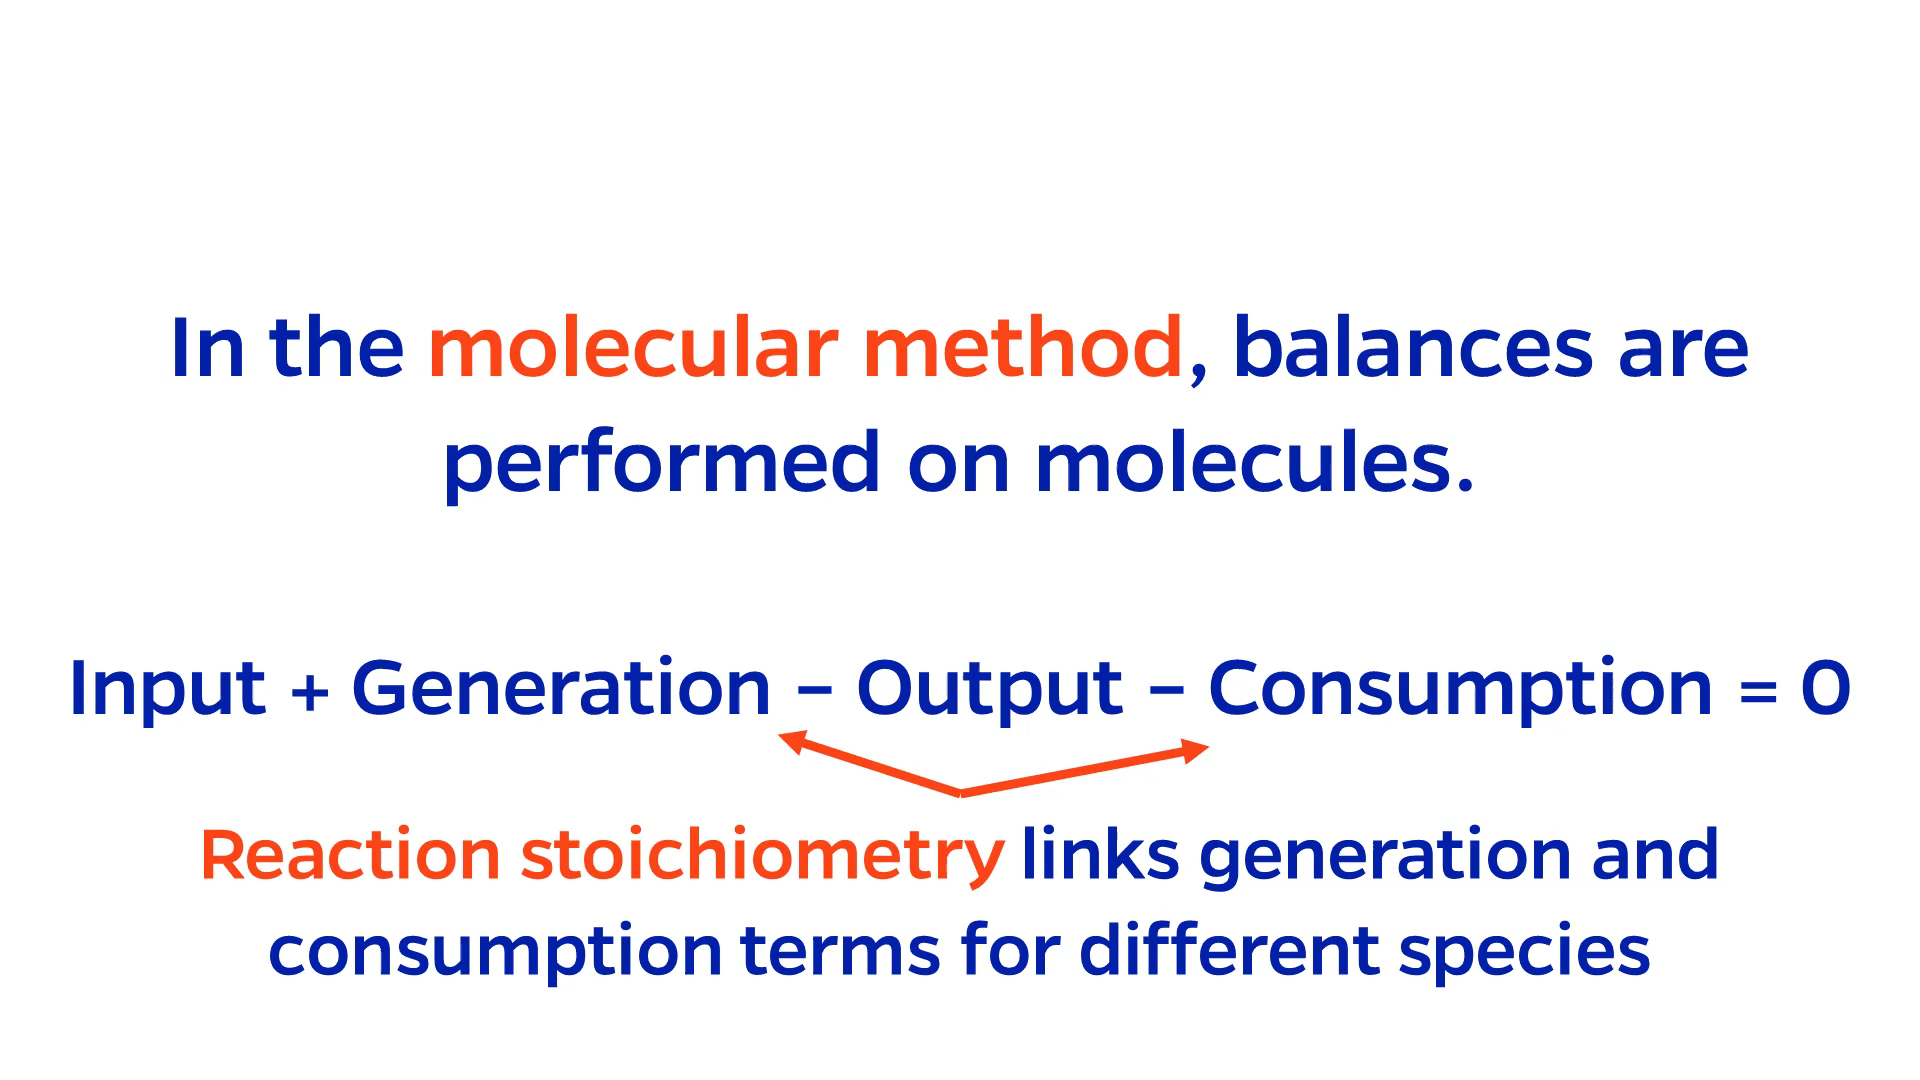 In the molecular method, balances are
performed on molecules.
Input + Generation – Output – Consumption = 0
Reaction stoichiometry links generation and
consumption terms for different species